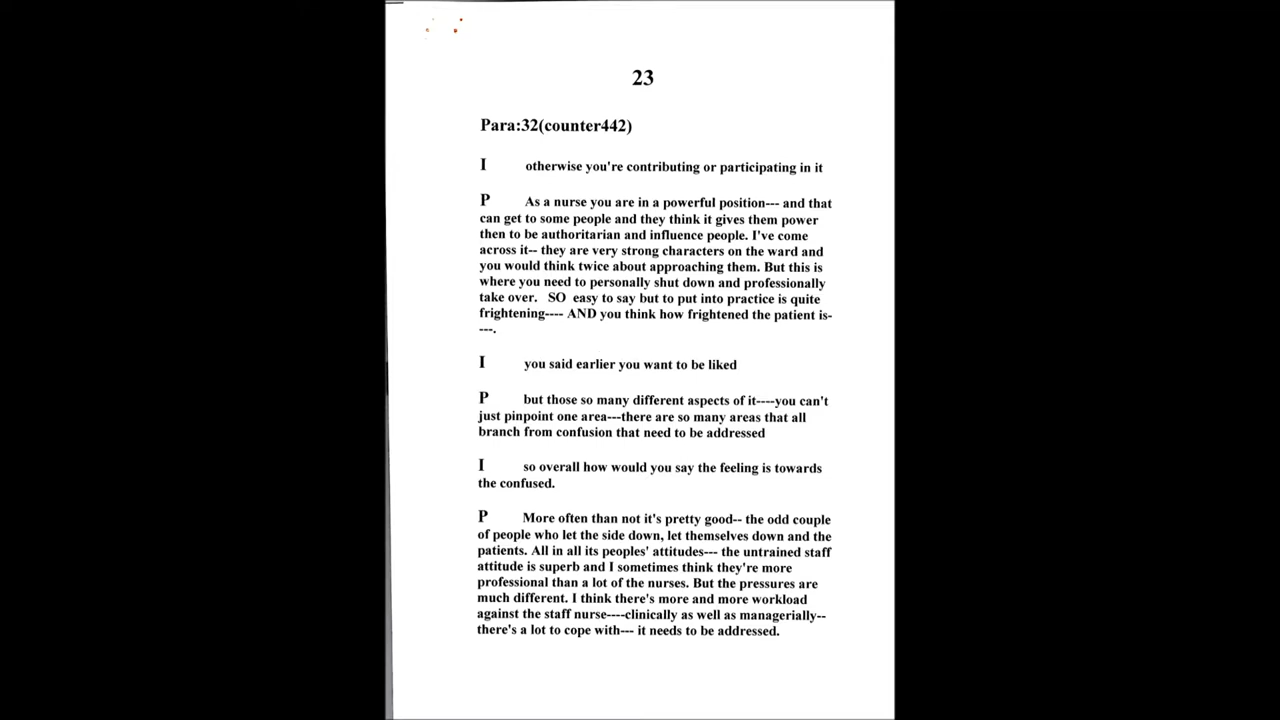 23
Para:32(counter442)
I otherwise you're contributing or participating in it
P As a nurse you are in a powerful position--- and that
can get to some people and they think it gives them power
then to be authoritarian and influence people. I've come
across it-- they are very strong characters on the ward and
you would think twice about approaching them. But this is
where you need to personally shut down and professionally
take over. SO easy to say but to put into practice is quite
frightening---- AND you think how frightened the patient is-
---.
I you said earlier you want to be liked
P but those so many different aspects of it----you can't
just pinpoint one area---there are so many areas that all
branch from confusion that need to be addressed
I so overall how would you say the feeling is towards
the confused.
P More often than not it's pretty good-- the odd couple
of people who let the side down, let themselves down and the
patients. All in all its peoples' attitudes--- the untrained staff
attitude is superb and I sometimes think they're more
professional than a lot of the nurses. But the pressures are
much different. I think there's more and more workload
against the staff nurse----clinically as well as managerially--
there's a lot to cope with--- it needs to be addressed.